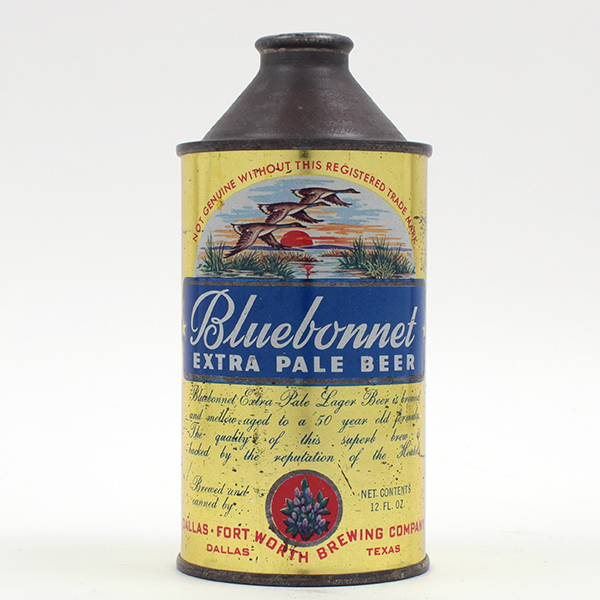 NOT GENUINE WITHOUT THIS REGISTERED TRADE MARK
Bluebonnet
EXTRA PALE BEER
Bluebonnet Extra Pale Lager Beer is brewed
and mellow-aged to a 50 year old formula.
The quality of this superb brew is
backed by the reputation of the
Brewed and
canned by
NET CONTENTS
12 FL. OZ.
DALLAS-FORT WORTH BREWING COMPANY
DALLAS TEXAS